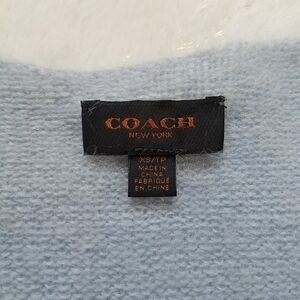 COACH
NEW YORK
XS/TP
MADE IN
CHINA
FABRIQUÉ
EN CHINE